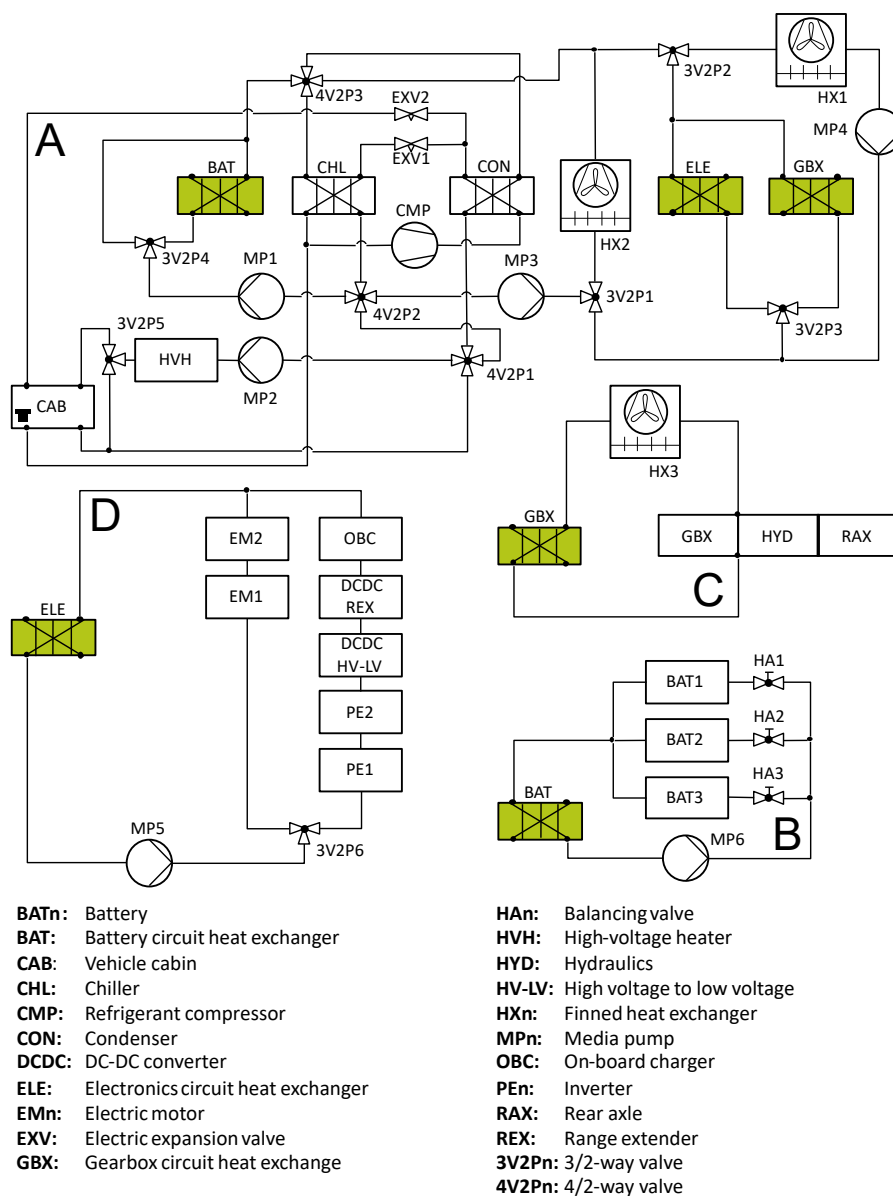 3V2P2
HX1
4V2P3
EXV2
MP4
A
EXV1
BAT
CHL
CON
ELE
GBX
CMP
HX2
3V2P4
MP1
MP3
3V2P1
4V2P2
3V2P3
3V2P5
HVH
MP2
4V2P1
CAB
HX3
D
GBX
EM2
OBC
GBX
HYD
RAX
EM1
DCDC
REX
C
ELE
DCDC
HV-LV
HA1
BAT1
PE2
HA2
BAT2
PE1
HA3
BAT
BAT3
MP5
MP6
B
3V2P6
BATn: Battery
BAT: Battery circuit heat exchanger
CAB: Vehicle cabin
CHL: Chiller
CMP: Refrigerant compressor
CON: Condenser
DCDC: DC-DC converter
ELE: Electronics circuit heat exchanger
EMn: Electric motor
EXV: Electric expansion valve
GBX: Gearbox circuit heat exchange
HAn: Balancing valve
HVH: High-voltage heater
HYD: Hydraulics
HV-LV: High voltage to low voltage
HXn: Finned heat exchanger
MPn: Media pump
OBC: On-board charger
PEn: Inverter
RAX: Rear axle
REX: Range extender
3V2Pn: 3/2-way valve
4V2Pn: 4/2-way valve